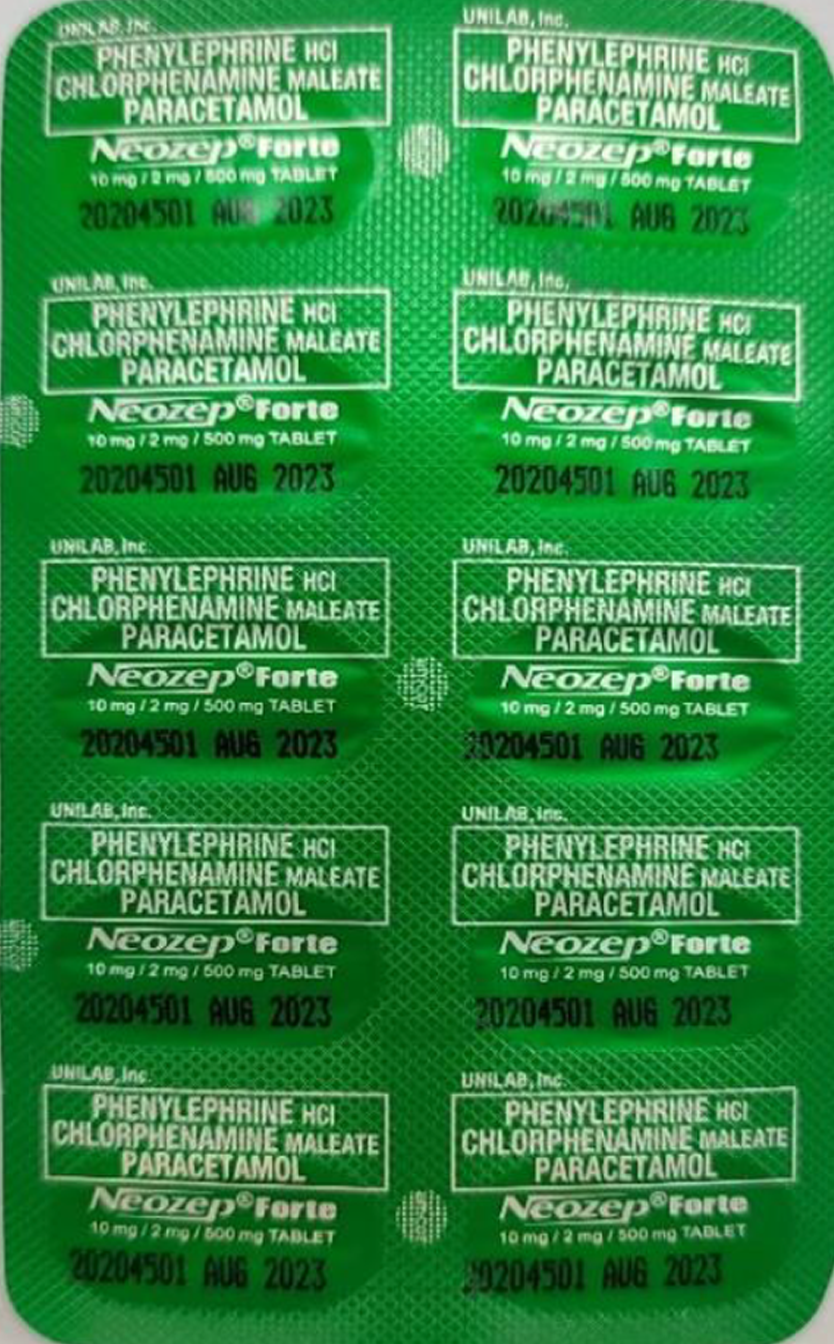 UNILAB, Inc.
PHENYLEPHRINE HCl
CHLORPHENAMINE MALEATE
PARACETAMOL
Neozep® Forte
10 mg / 2 mg / 500 mg TABLET
20204501 AUG 2023
UNILAB, Inc.
PHENYLEPHRINE HCl
CHLORPHENAMINE MALEATE
PARACETAMOL
Neozep® Forte
10 mg / 2 mg / 500 mg TABLET
20204501 AUG 2023
UNILAB, Inc.
PHENYLEPHRINE HCl
CHLORPHENAMINE MALEATE
PARACETAMOL
Neozep® Forte
10 mg / 2 mg / 500 mg TABLET
20204501 AUG 2023
UNILAB, Inc.
PHENYLEPHRINE HCl
CHLORPHENAMINE MALEATE
PARACETAMOL
Neozep® Forte
10 mg / 2 mg / 500 mg TABLET
20204501 AUG 2023
UNILAB, Inc.
PHENYLEPHRINE HCl
CHLORPHENAMINE MALEATE
PARACETAMOL
Neozep® Forte
10 mg / 2 mg / 500 mg TABLET
20204501 AUG 2023
UNILAB, Inc.
PHENYLEPHRINE HCl
CHLORPHENAMINE MALEATE
PARACETAMOL
Neozep® Forte
10 mg / 2 mg / 500 mg TABLET
20204501 AUG 2023
UNILAB, Inc.
PHENYLEPHRINE HCl
CHLORPHENAMINE MALEATE
PARACETAMOL
Neozep® Forte
10 mg / 2 mg / 500 mg TABLET
20204501 AUG 2023
UNILAB, Inc.
PHENYLEPHRINE HCl
CHLORPHENAMINE MALEATE
PARACETAMOL
Neozep® Forte
10 mg / 2 mg / 500 mg TABLET
20204501 AUG 2023
UNILAB, Inc.
PHENYLEPHRINE HCl
CHLORPHENAMINE MALEATE
PARACETAMOL
Neozep® Forte
10 mg / 2 mg / 500 mg TABLET
20204501 AUG 2023
UNILAB, Inc.
PHENYLEPHRINE HCl
CHLORPHENAMINE MALEATE
PARACETAMOL
Neozep® Forte
10 mg / 2 mg / 500 mg TABLET
20204501 AUG 2023